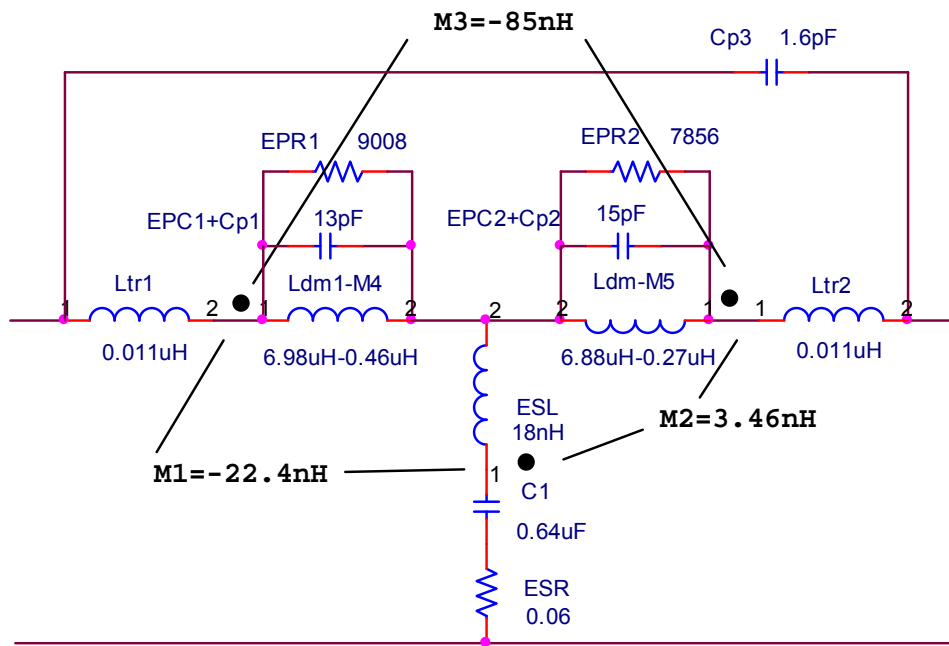 M3=-85nH
Cp3 1.6pF
EPR1 9008
EPR2 7856
EPC1+Cp1 13pF
EPC2+Cp2 15pF
Ltr1
Ldm1-M4
Ldm-M5
Ltr2
1 2 1 2 2 2 1 1 2
0.011uH
6.98uH-0.46uH
6.88uH-0.27uH
0.011uH
ESL
18nH
M2=3.46nH
M1=-22.4nH
1
C1
0.64uF
ESR
0.06